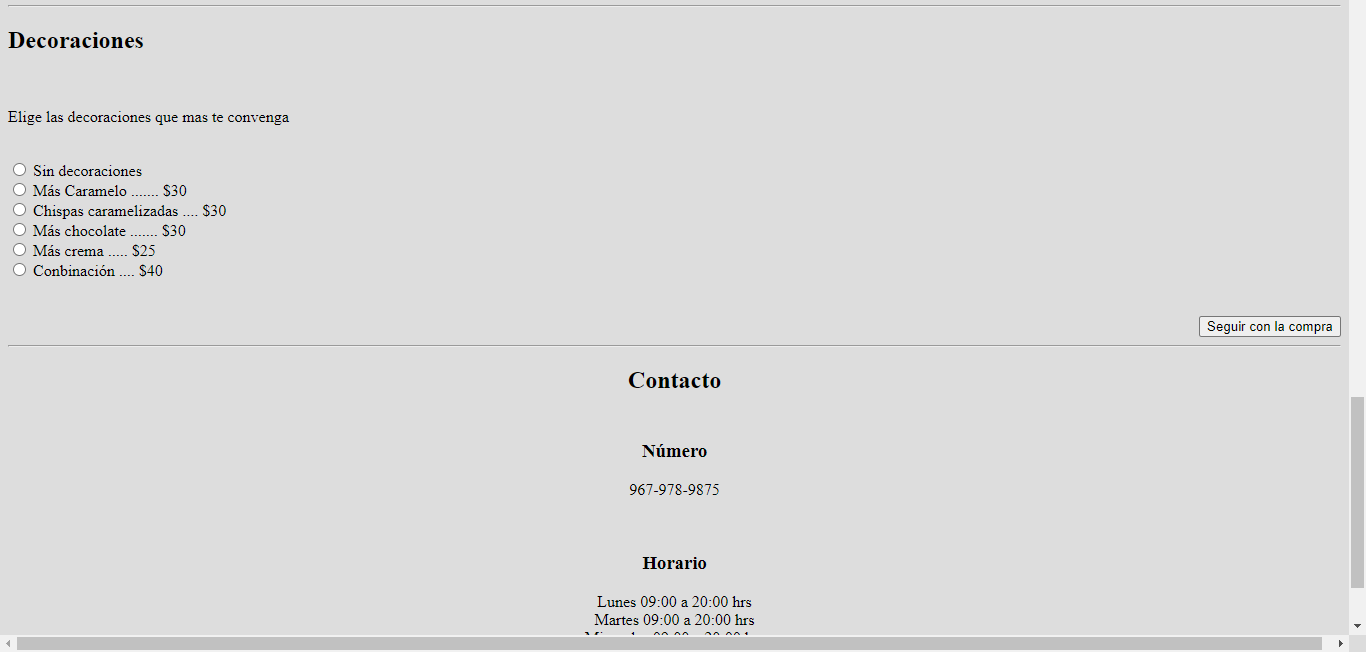 Decoraciones
Elige las decoraciones que mas te convenga
Sin decoraciones
Más Caramelo ....... $30
Chispas caramelizadas .... $30
Más chocolate ....... $30
Más crema ..... $25
Conbinación .... $40
Seguir con la compra
Contacto
Número
967-978-9875
Horario
Lunes 09:00 a 20:00 hrs
Martes 09:00 a 20:00 hrs